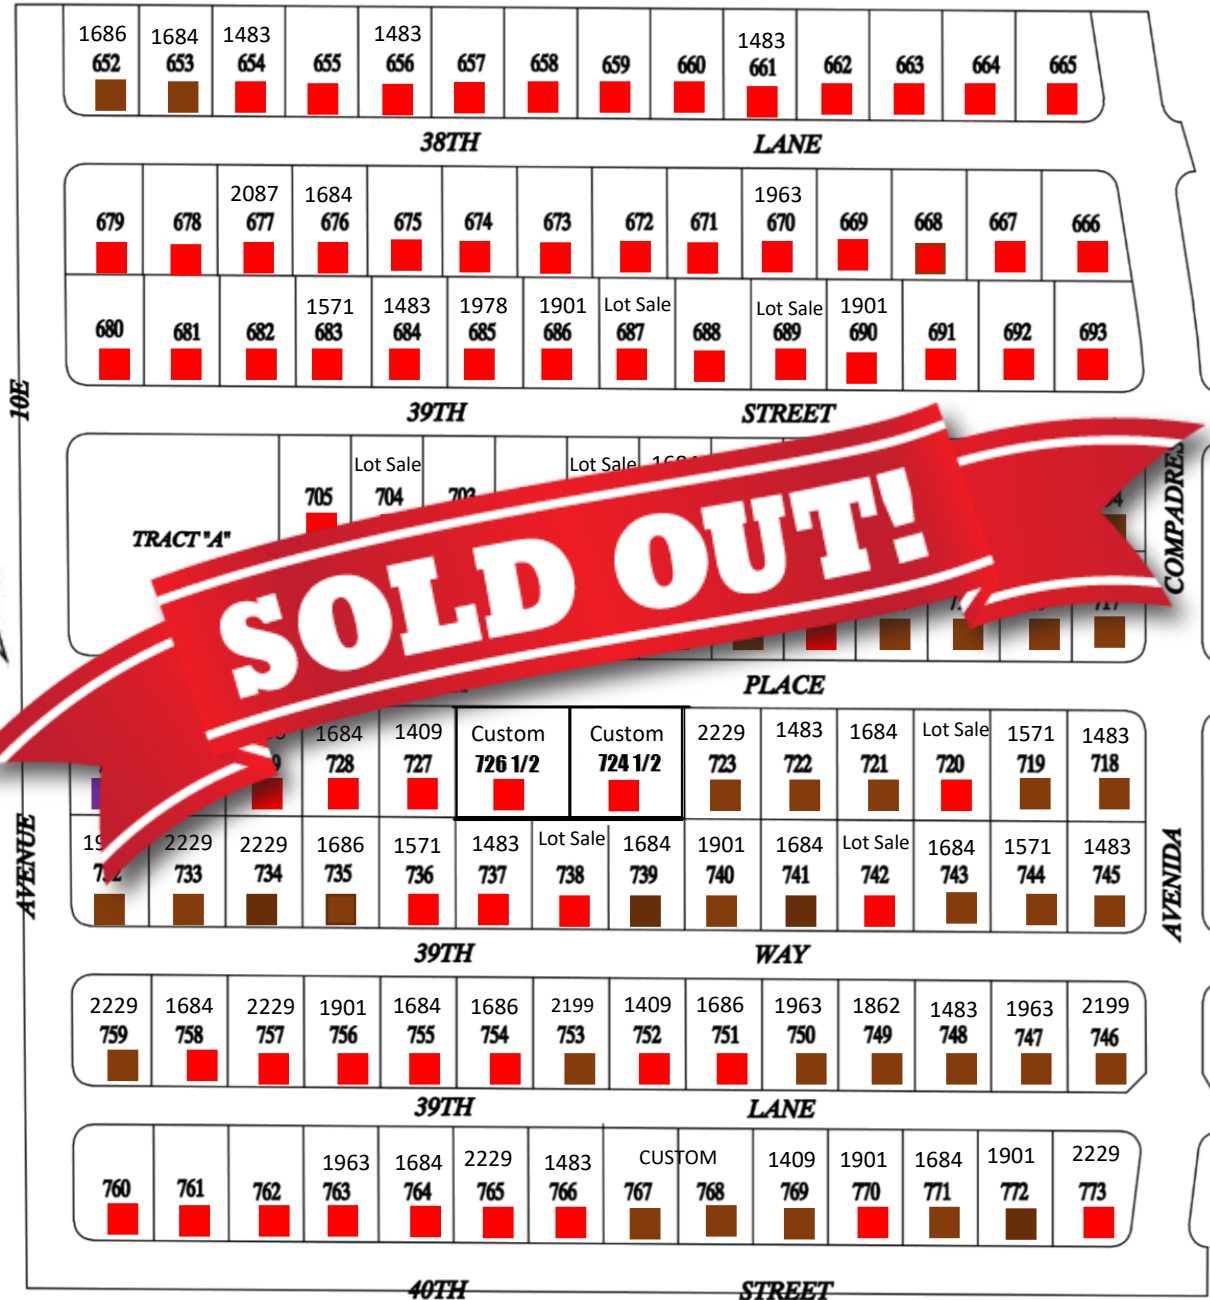 1686 1684 1483 1483 1483
652 653 654 655 656 657 658 659 660 661 662 663 664 665
38TH LANE
2087 1684 1963
679 678 677 676 675 674 673 672 671 670 669 668 667 666
1571 1483 1978 1901 Lot Sale Lot Sale 1901
680 681 682 683 684 685 686 687 688 689 690 691 692 693
10E
39TH STREET
COMPADRES
Lot Sale Lot Sale
705 704 703
TRACT "A"
SOLD OUT!
717
PLACE
1684 1409 Custom Custom 2229 1483 1684 Lot Sale 1571 1483
728 727 726 1/2 724 1/2 723 722 721 720 719 718
2229 2229 1686 1571 1483 Lot Sale 1684 1901 1684 Lot Sale 1684 1571 1483
732 733 734 735 736 737 738 739 740 741 742 743 744 745
AVENUE
AVENIDA
39TH WAY
2229 1684 2229 1901 1684 1686 2199 1409 1686 1963 1862 1483 1963 2199
759 758 757 756 755 754 753 752 751 750 749 748 747 746
39TH LANE
1963 1684 2229 1483 CUSTOM 1409 1901 1684 1901 2229
760 761 762 763 764 765 766 767 768 769 770 771 772 773
40TH STREET